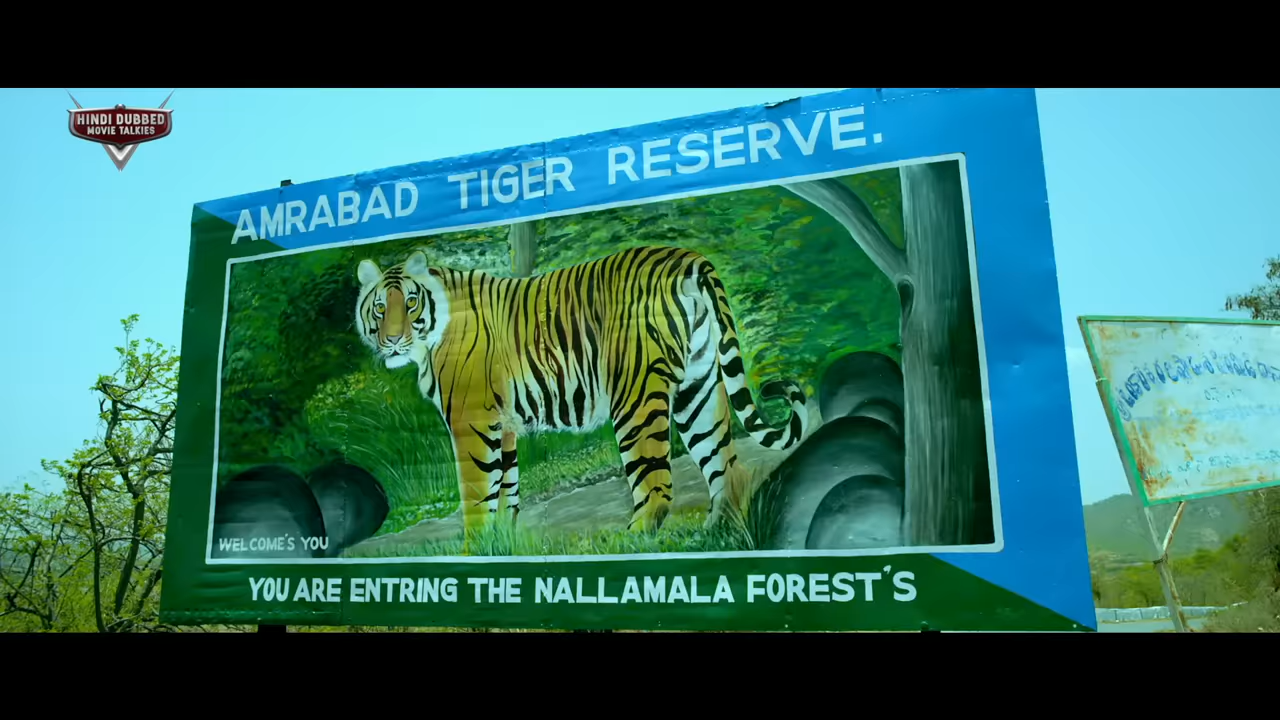 HINDI DUBBED
MOVIE TALKIES
AMRABAD TIGER RESERVE.
WELCOME'S YOU
YOU ARE ENTRING THE NALLAMALA FOREST'S